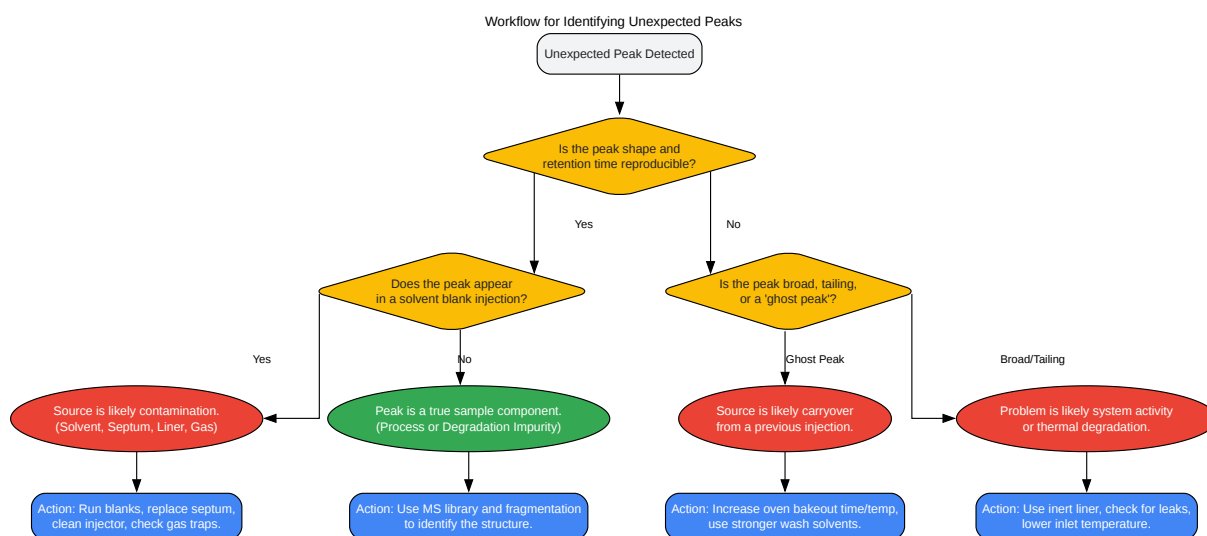 Workflow for Identifying Unexpected Peaks
Unexpected Peak Detected
Is the peak shape and
retention time reproducible?
Yes
No
Does the peak appear
in a solvent blank injection?
Is the peak broad, tailing,
or a 'ghost peak'?
Yes
No
Ghost Peak
Broad/Tailing
Source is likely contamination.
(Solvent, Septum, Liner, Gas)
Peak is a true sample component.
(Process or Degradation Impurity)
Source is likely carryover
from a previous injection.
Problem is likely system activity
or thermal degradation.
Action: Run blanks, replace septum,
clean injector, check gas traps.
Action: Use MS library and fragmentation
to identify the structure.
Action: Increase oven bakeout time/temp,
use stronger wash solvents.
Action: Use inert liner, check for leaks,
lower inlet temperature.